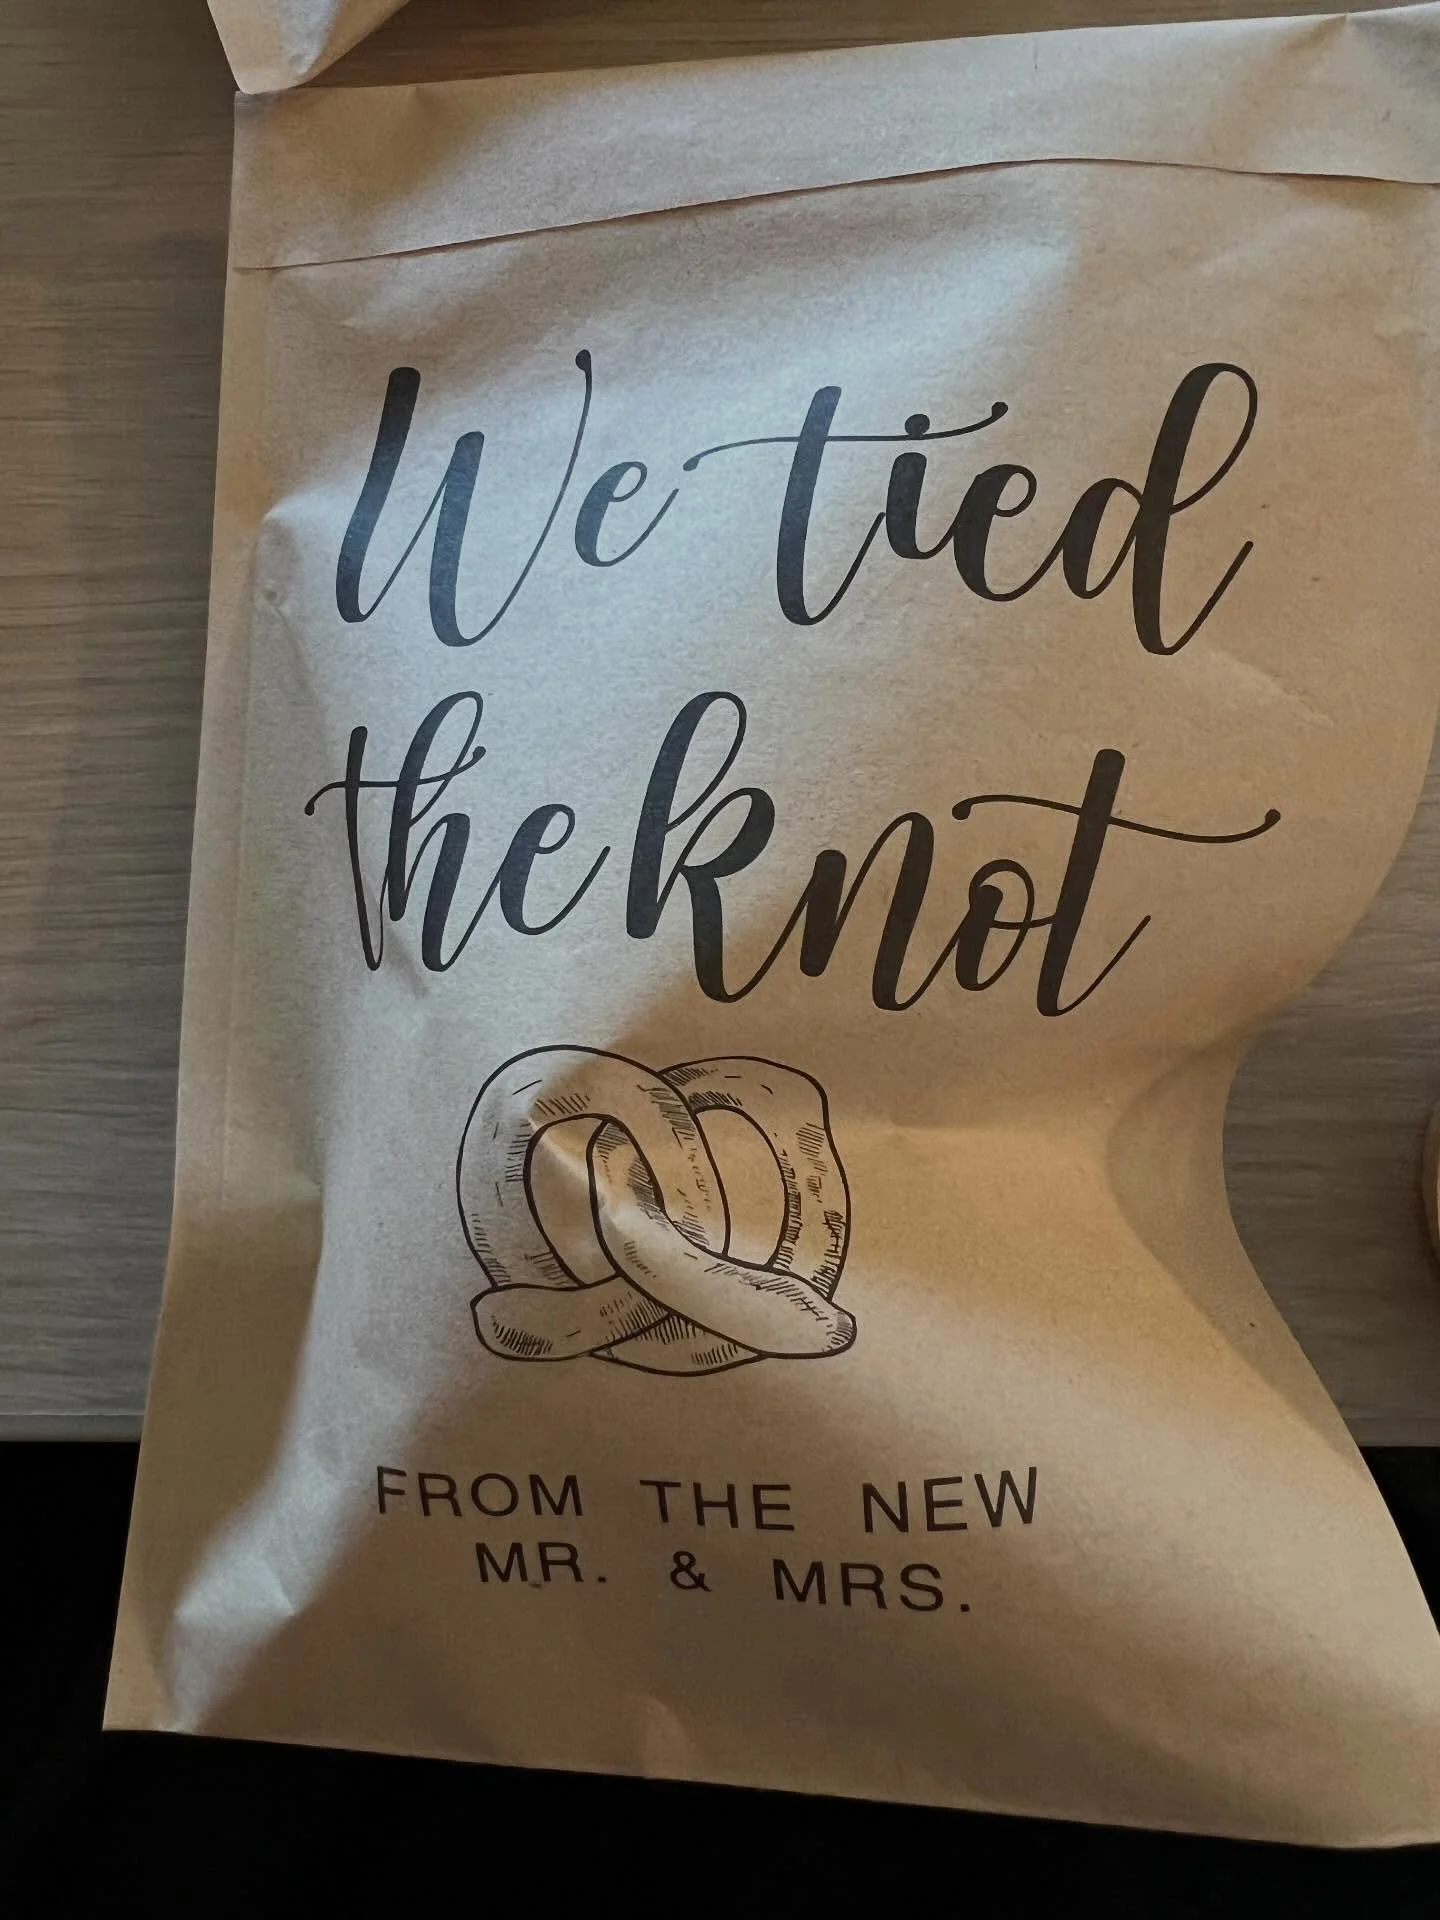 We tied
the knot
FROM THE NEW
MR. & MRS.